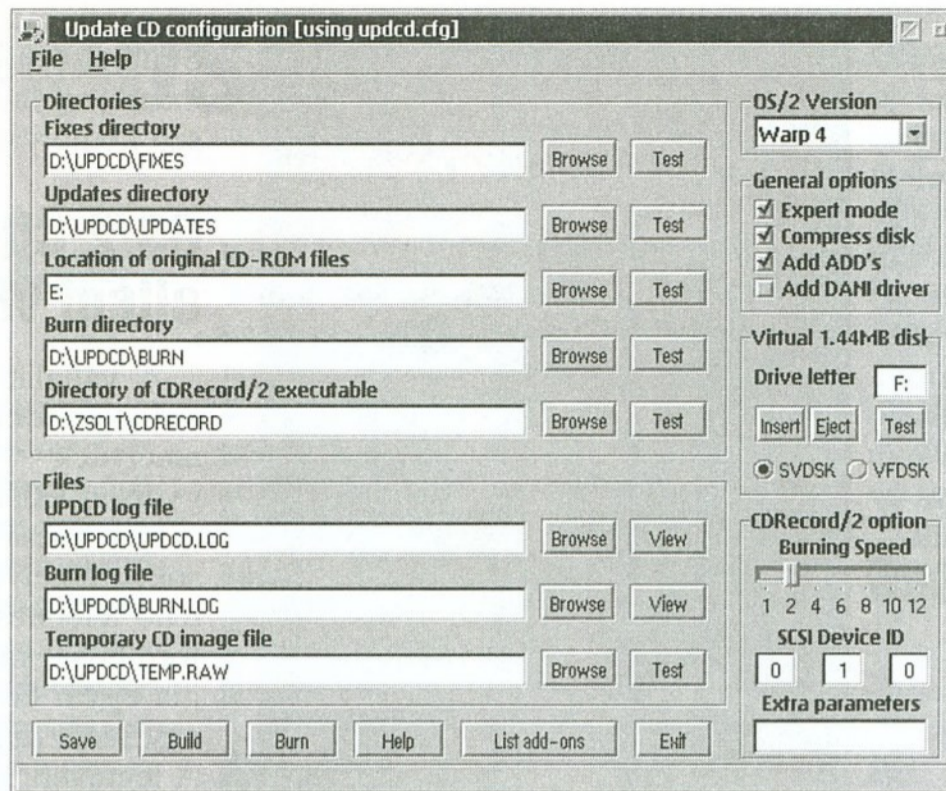 Update CD configuration [using updcd.cfg]
File Help
Directories
Fixes directory
D:\UPDCD\FIXES
Browse Test
Updates directory
D:\UPDCD\UPDATES
Browse Test
Location of original CD-ROM files
E:
Browse Test
Burn directory
D:\UPDCD\BURN
Browse Test
Directory of CDRecord/2 executable
D:\ZSOLT\CDRECORD
Browse Test
Files
UPDCD log file
D:\UPDCD\UPDCD.LOG
Browse View
Burn log file
D:\UPDCD\BURN.LOG
Browse View
Temporary CD image file
D:\UPDCD\TEMP.RAW
Browse Test
Save Build Burn Help List add-ons Exit
OS/2 Version
Warp 4
General options
Expert mode
Compress disk
Add ADD's
Add DANI driver
Virtual 1.44MB disk
Drive letter F:
Insert Eject Test
SVDSK VFDSK
CDRecord/2 option
Burning Speed
1 2 4 6 8 10 12
SCSI Device ID
0 1 0
Extra parameters